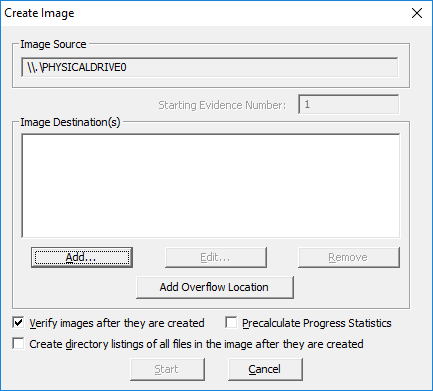 Create Image
Image Source
\\.\PHYSICALDRIVE0
Starting Evidence Number: 1
Image Destination(s)
Add... Edit... Remove
Add Overflow Location
Verify images after they are created Precalculate Progress Statistics
Create directory listings of all files in the image after they are created
Start Cancel